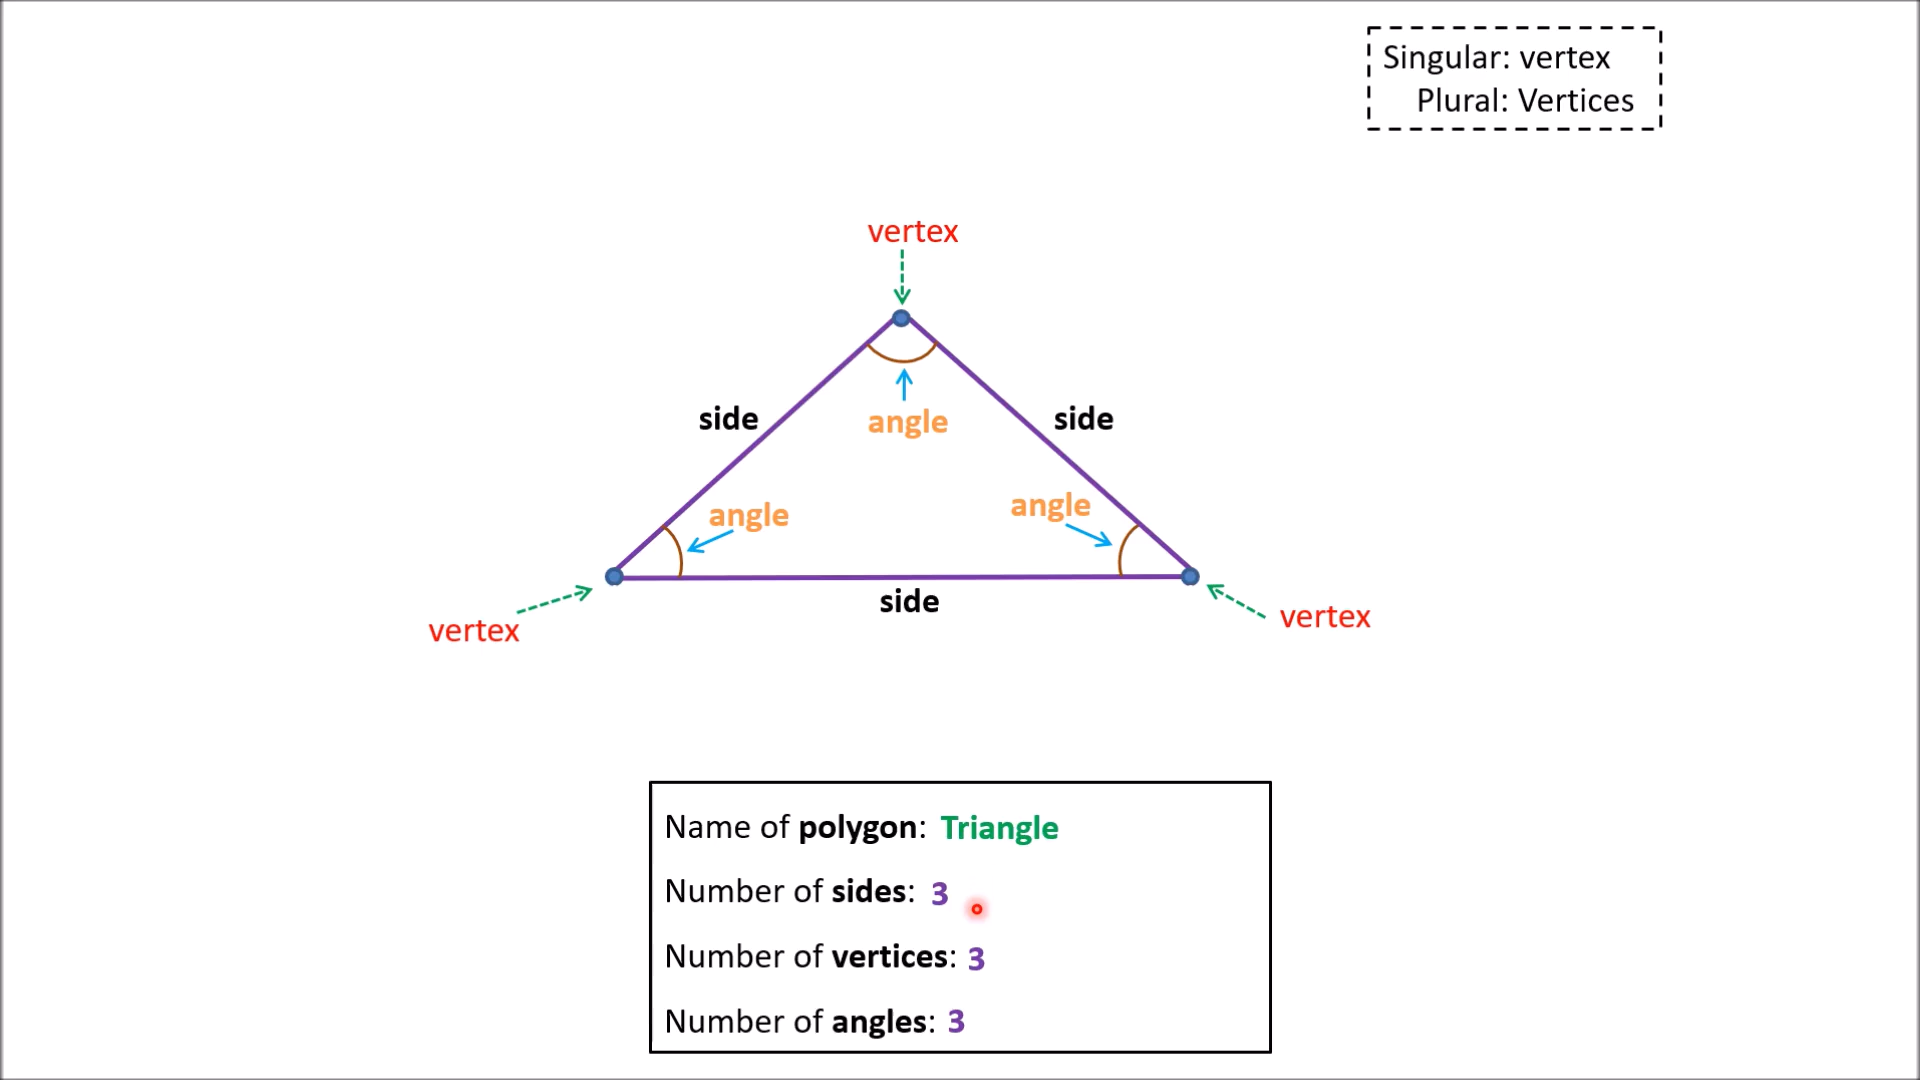 Singular: vertex
Plural: Vertices
vertex
side
side
angle
angle
angle
side
vertex
vertex
Name of polygon: Triangle
Number of sides: 3
Number of vertices: 3
Number of angles: 3